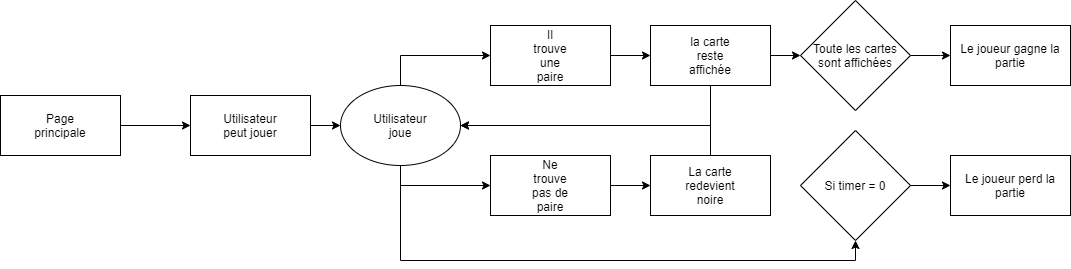 Page
principale
Utilisateur
peut jouer
Utilisateur
joue
Il
trouve
une
paire
la carte
reste
affichée
Toute les cartes
sont affichées
Le joueur gagne la
partie
Ne
trouve
pas de
paire
La carte
redevient
noire
Si timer = 0
Le joueur perd la
partie